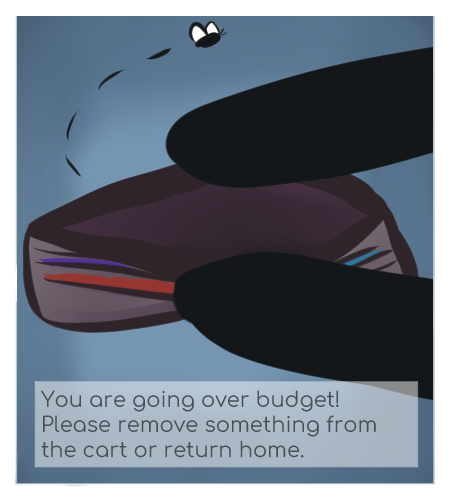 You are going over budget!
Please remove something from
the cart or return home.